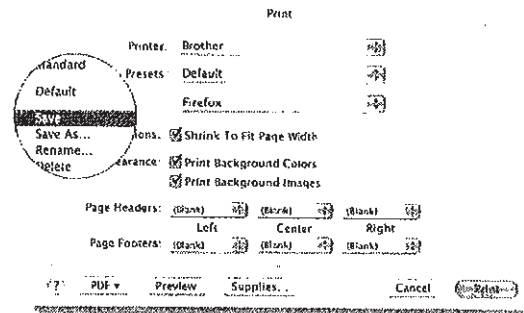 Print
Printer: Brother
Presets: Default
Firefox
Standard
Default
Save
Save As...
Rename...
Delete
ions: Shrink To Fit Page Width
earance: Print Background Colors
Print Background Images
Page Headers: (Blank) (Blank) (Blank)
Left Center Right
Page Footers: (Blank) (Blank) (Blank)
? PDF Preview Supplies... Cancel Print